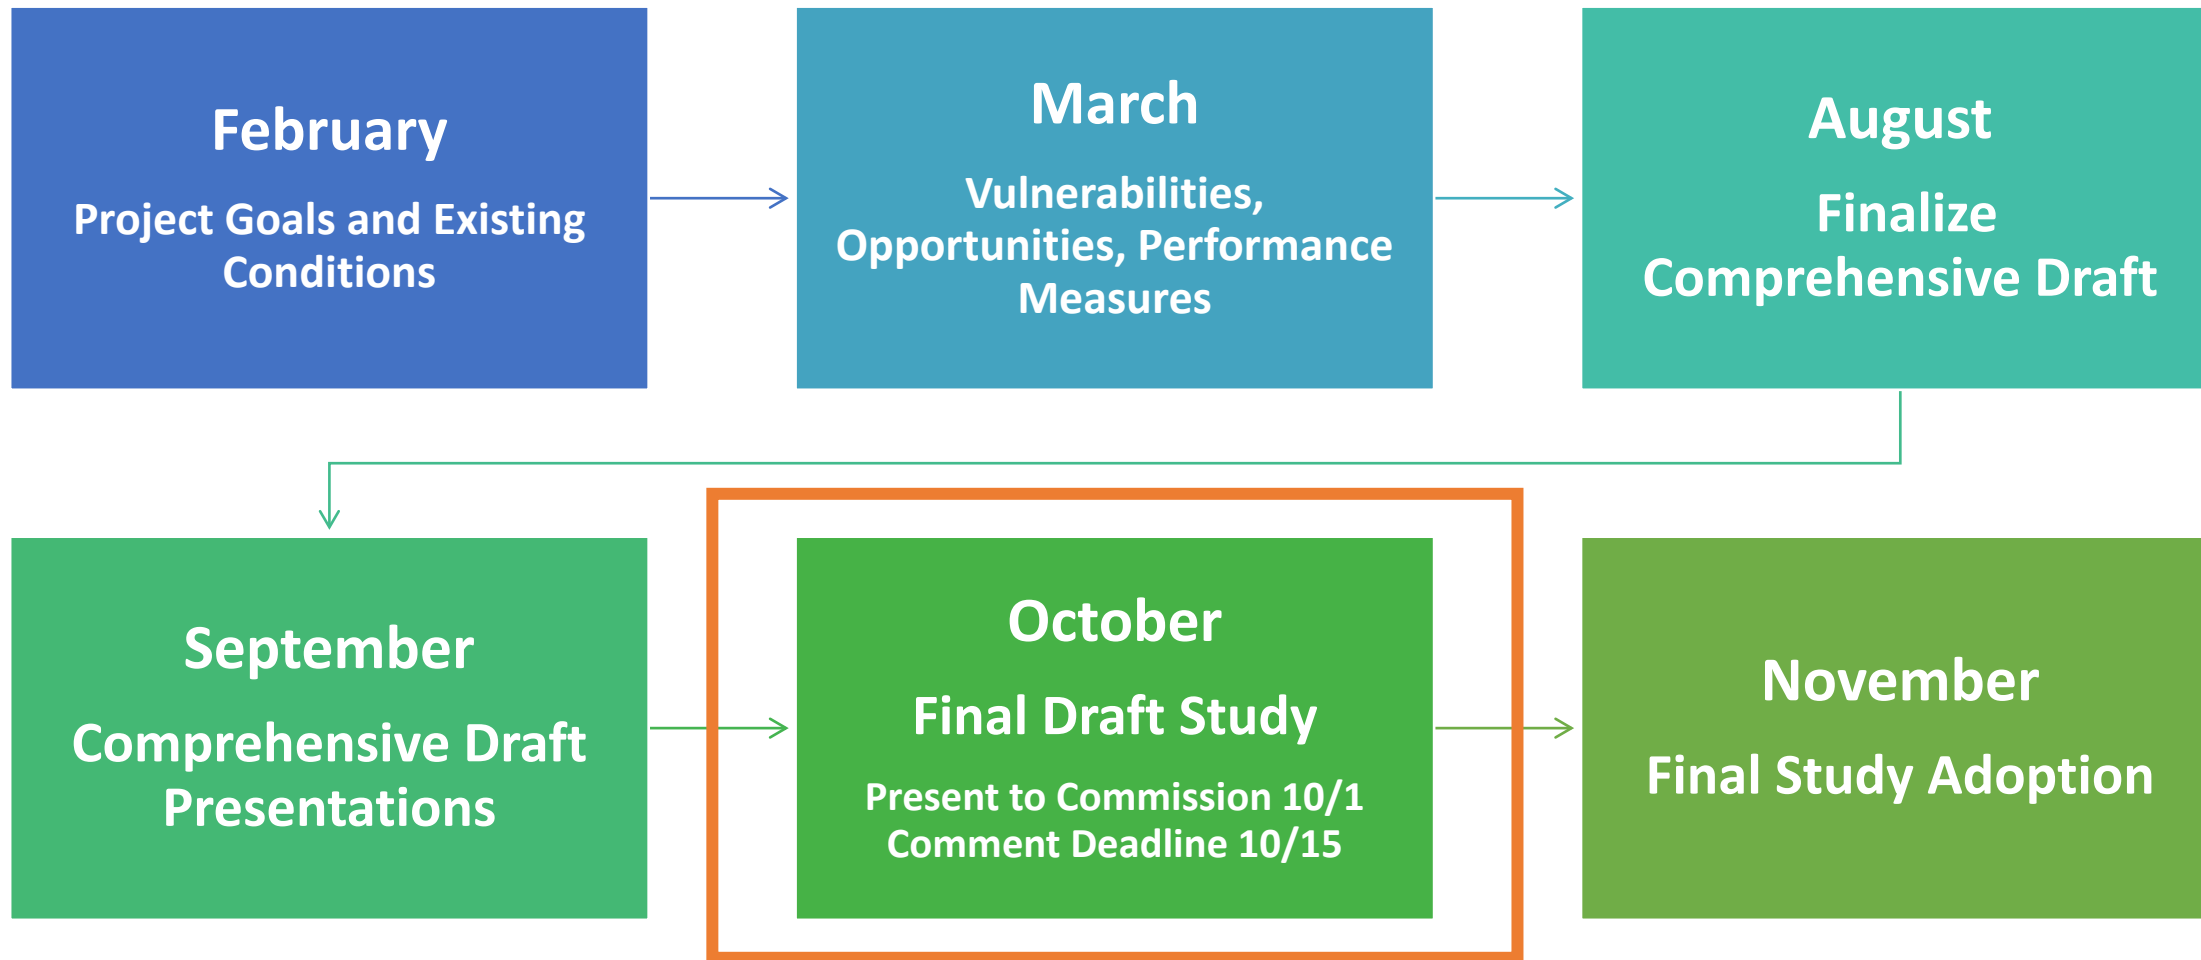 February
Project Goals and Existing
Conditions
March
Vulnerabilities,
Opportunities, Performance
Measures
August
Finalize
Comprehensive Draft
September
Comprehensive Draft
Presentations
October
Final Draft Study
Present to Commission 10/1
Comment Deadline 10/15
November
Final Study Adoption